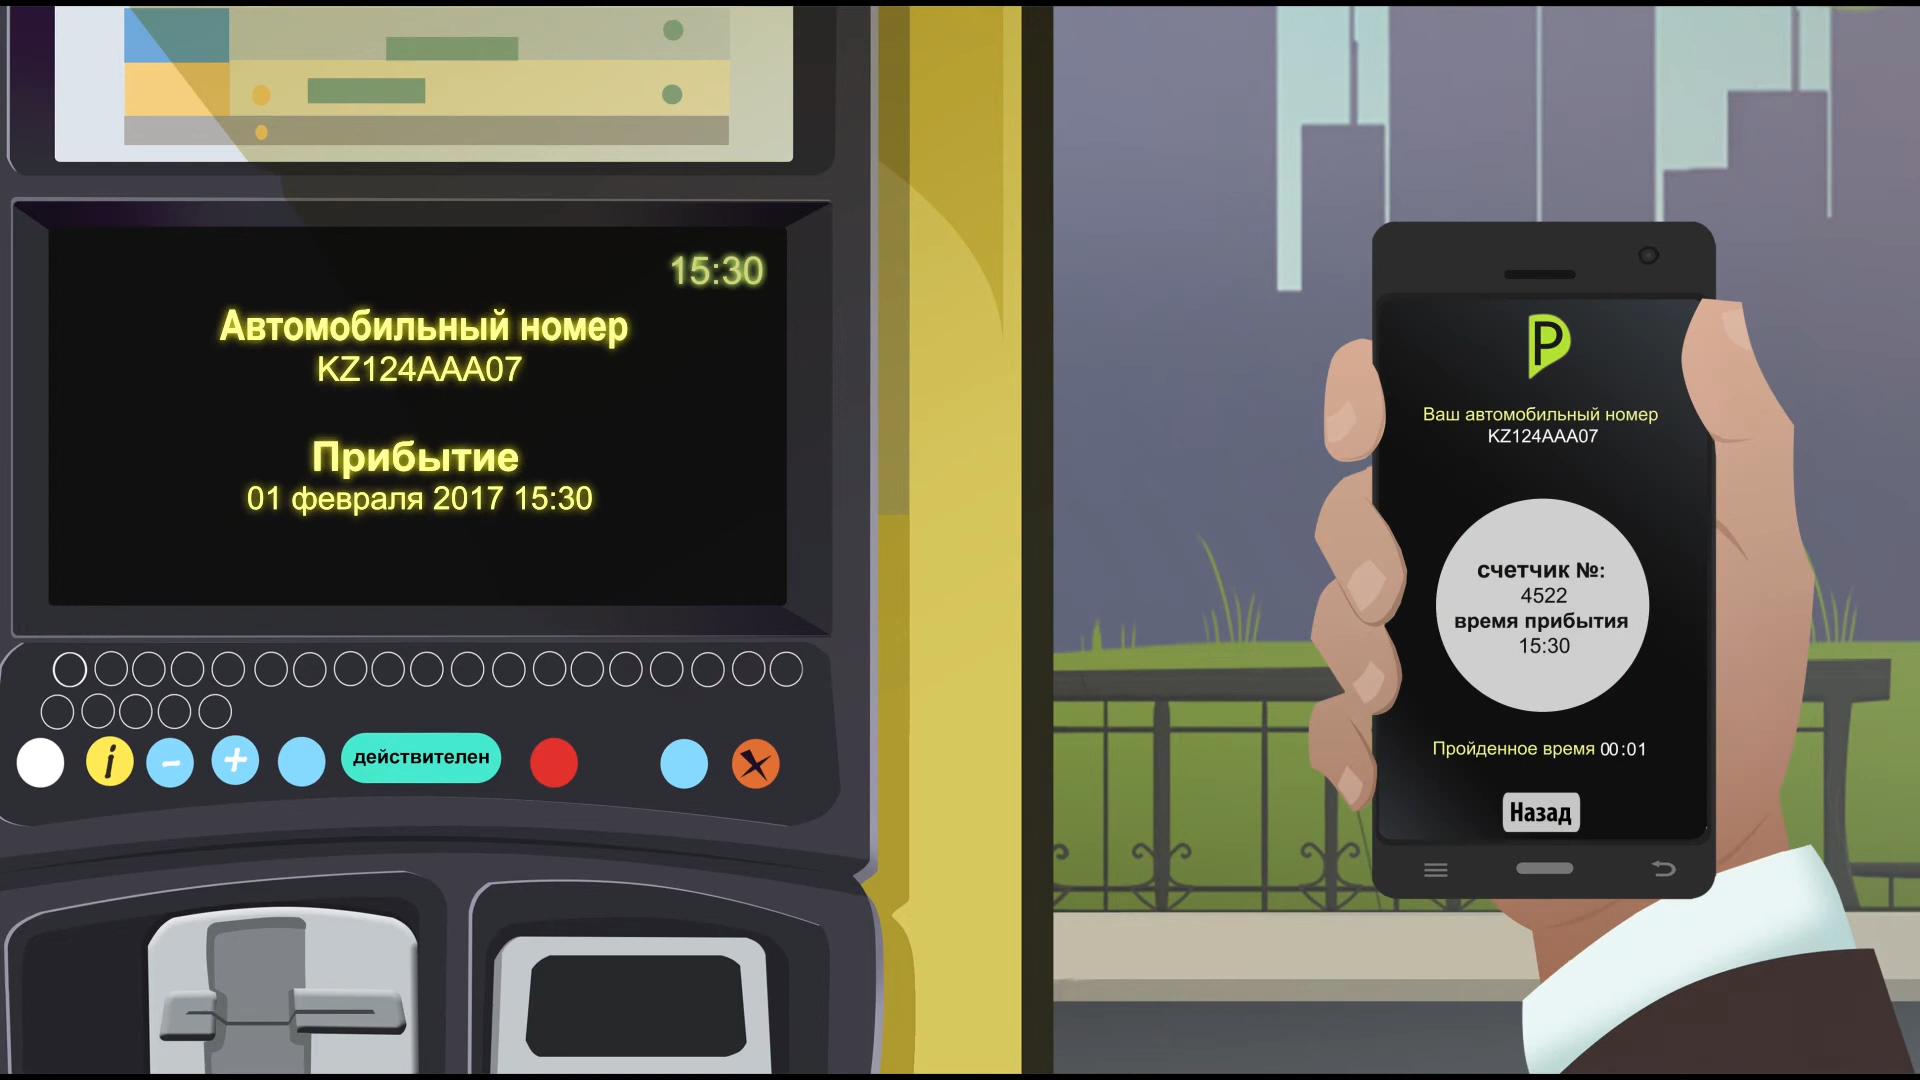 15:30
Автомобильный номер
KZ124AAA07
Прибытие
01 февраля 2017 15:30
i
действителен
P
Ваш автомобильный номер
KZ124AAA07
счетчик №:
4522
время прибытия
15:30
Пройденное время 00:01
Назад